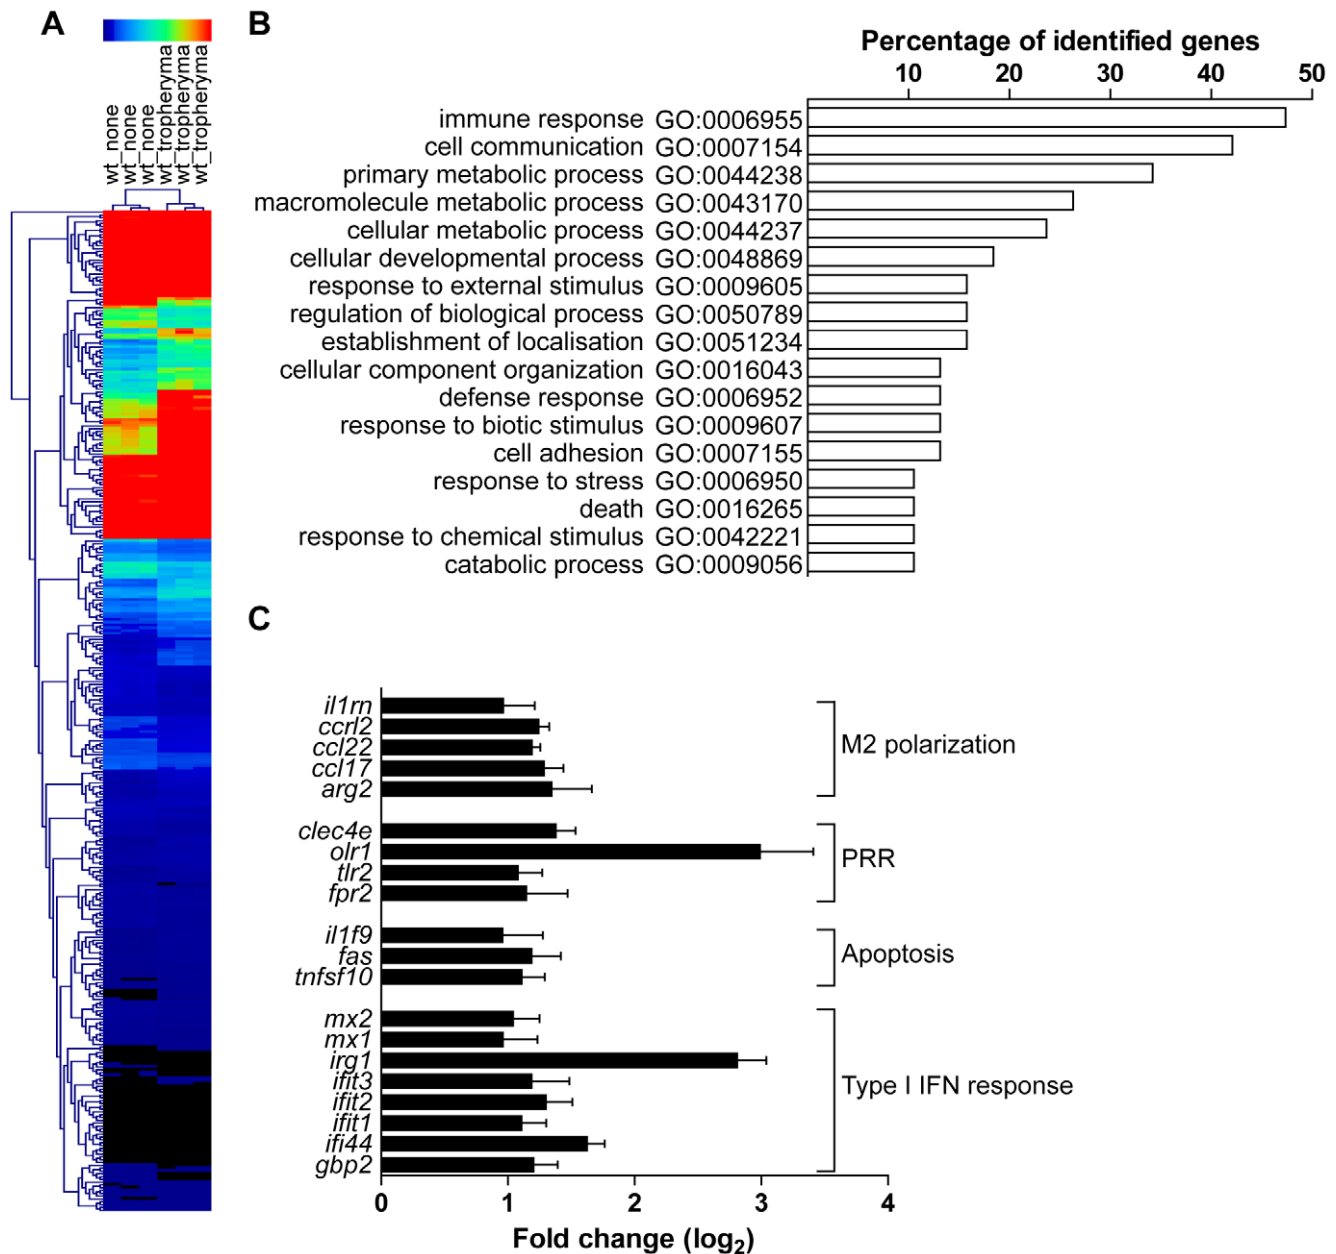 A
wt_none
wt_none
wt_none
wt_tropheryma
wt_tropheryma
wt_tropheryma
B
Percentage of identified genes
10 20 30 40 50
immune response GO:0006955
cell communication GO:0007154
primary metabolic process GO:0044238
macromolecule metabolic process GO:0043170
cellular metabolic process GO:0044237
cellular developmental process GO:0048869
response to external stimulus GO:0009605
regulation of biological process GO:0050789
establishment of localisation GO:0051234
cellular component organization GO:0016043
defense response GO:0006952
response to biotic stimulus GO:0009607
cell adhesion GO:0007155
response to stress GO:0006950
death GO:0016265
response to chemical stimulus GO:0042221
catabolic process GO:0009056
C
il1rn
ccrl2
ccl22
ccl17
arg2
M2 polarization
clec4e
olr1
tlr2
fpr2
PRR
il1f9
fas
tnfsf10
Apoptosis
mx2
mx1
irg1
ifit3
ifit2
ifit1
ifi44
gbp2
Type I IFN response
0 1 2 3 4
Fold change (log2)